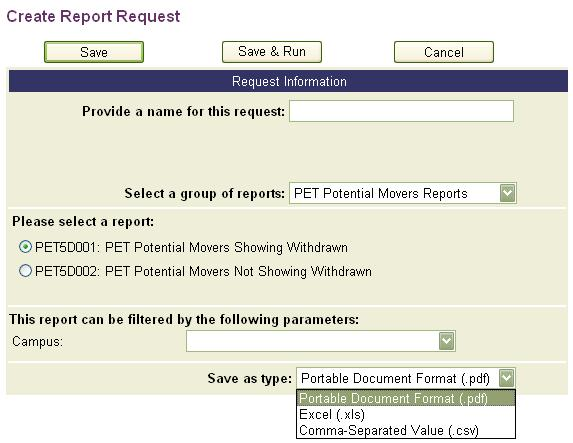 Create Report Request
Save Save & Run Cancel
Request Information
Provide a name for this request:
Select a group of reports: PET Potential Movers Reports
Please select a report:
PET5D001: PET Potential Movers Showing Withdrawn
PET5D002: PET Potential Movers Not Showing Withdrawn
This report can be filtered by the following parameters:
Campus:
Save as type: Portable Document Format (.pdf)
Portable Document Format (.pdf)
Excel (.xls)
Comma-Separated Value (.csv)